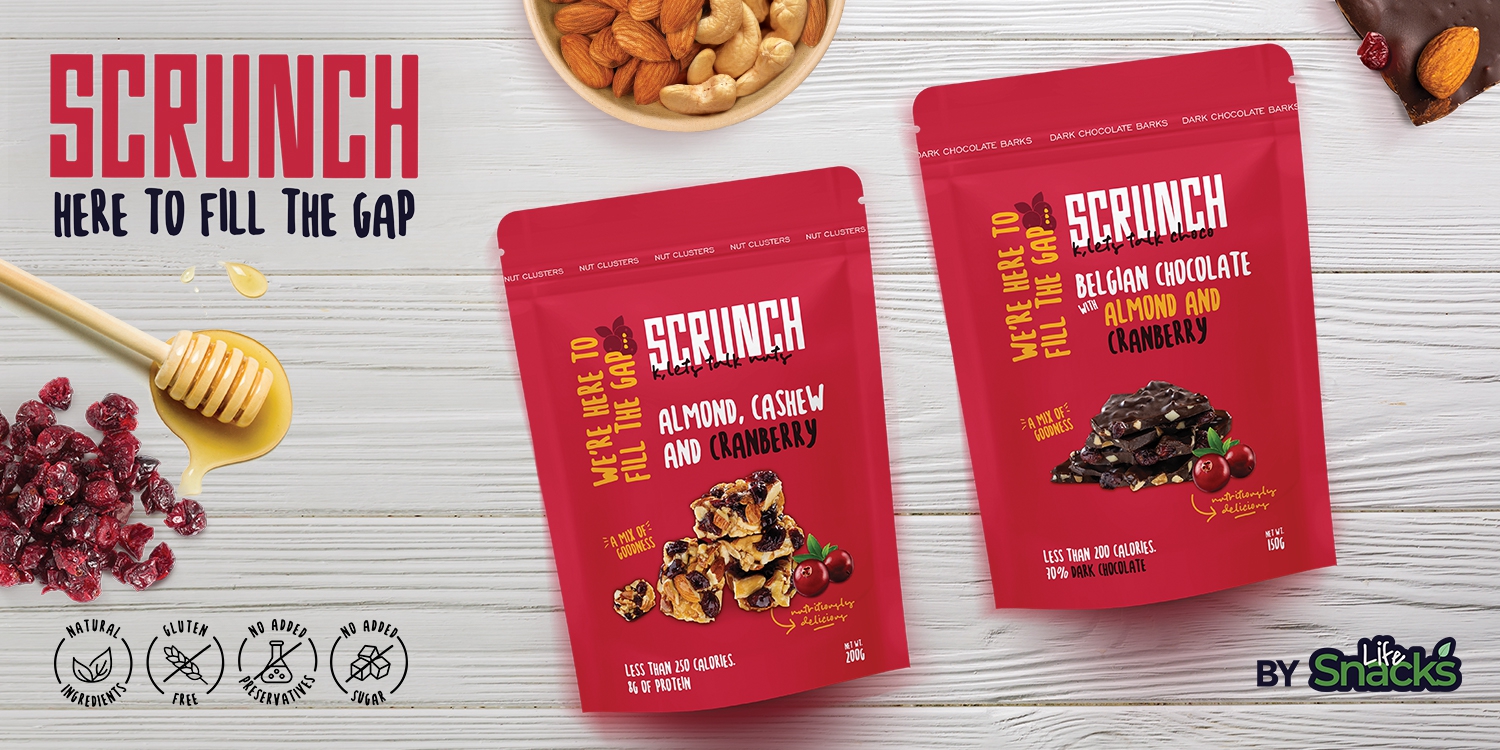 SCRUNCH
HERE TO FILL THE GAP
NATURAL
INGREDIENTS
GLUTEN
FREE
NO ADDED
PRESERVATIVES
NO ADDED
SUGAR
NUT CLUSTERS NUT CLUSTERS NUT CLUSTERS NUT CLUSTERS NUT CLUSTERS
WE'RE HERE TO
FILL THE GAP...
SCRUNCH
k,lets talk nuts
ALMOND, CASHEW
AND CRANBERRY
A MIX OF
GOODNESS
nutritiously
delicious
LESS THAN 250 CALORIES.
8G OF PROTEIN
NET WT.
200G
DARK CHOCOLATE BARKS DARK CHOCOLATE BARKS DARK CHOCOLATE BARKS
WE'RE HERE TO
FILL THE GAP...
SCRUNCH
k,lets talk choco
BELGIAN CHOCOLATE
WITH ALMOND AND
CRANBERRY
A MIX OF
GOODNESS
nutritiously
delicious
LESS THAN 200 CALORIES.
70% DARK CHOCOLATE
NET WT.
150G
BY Life
Snacks